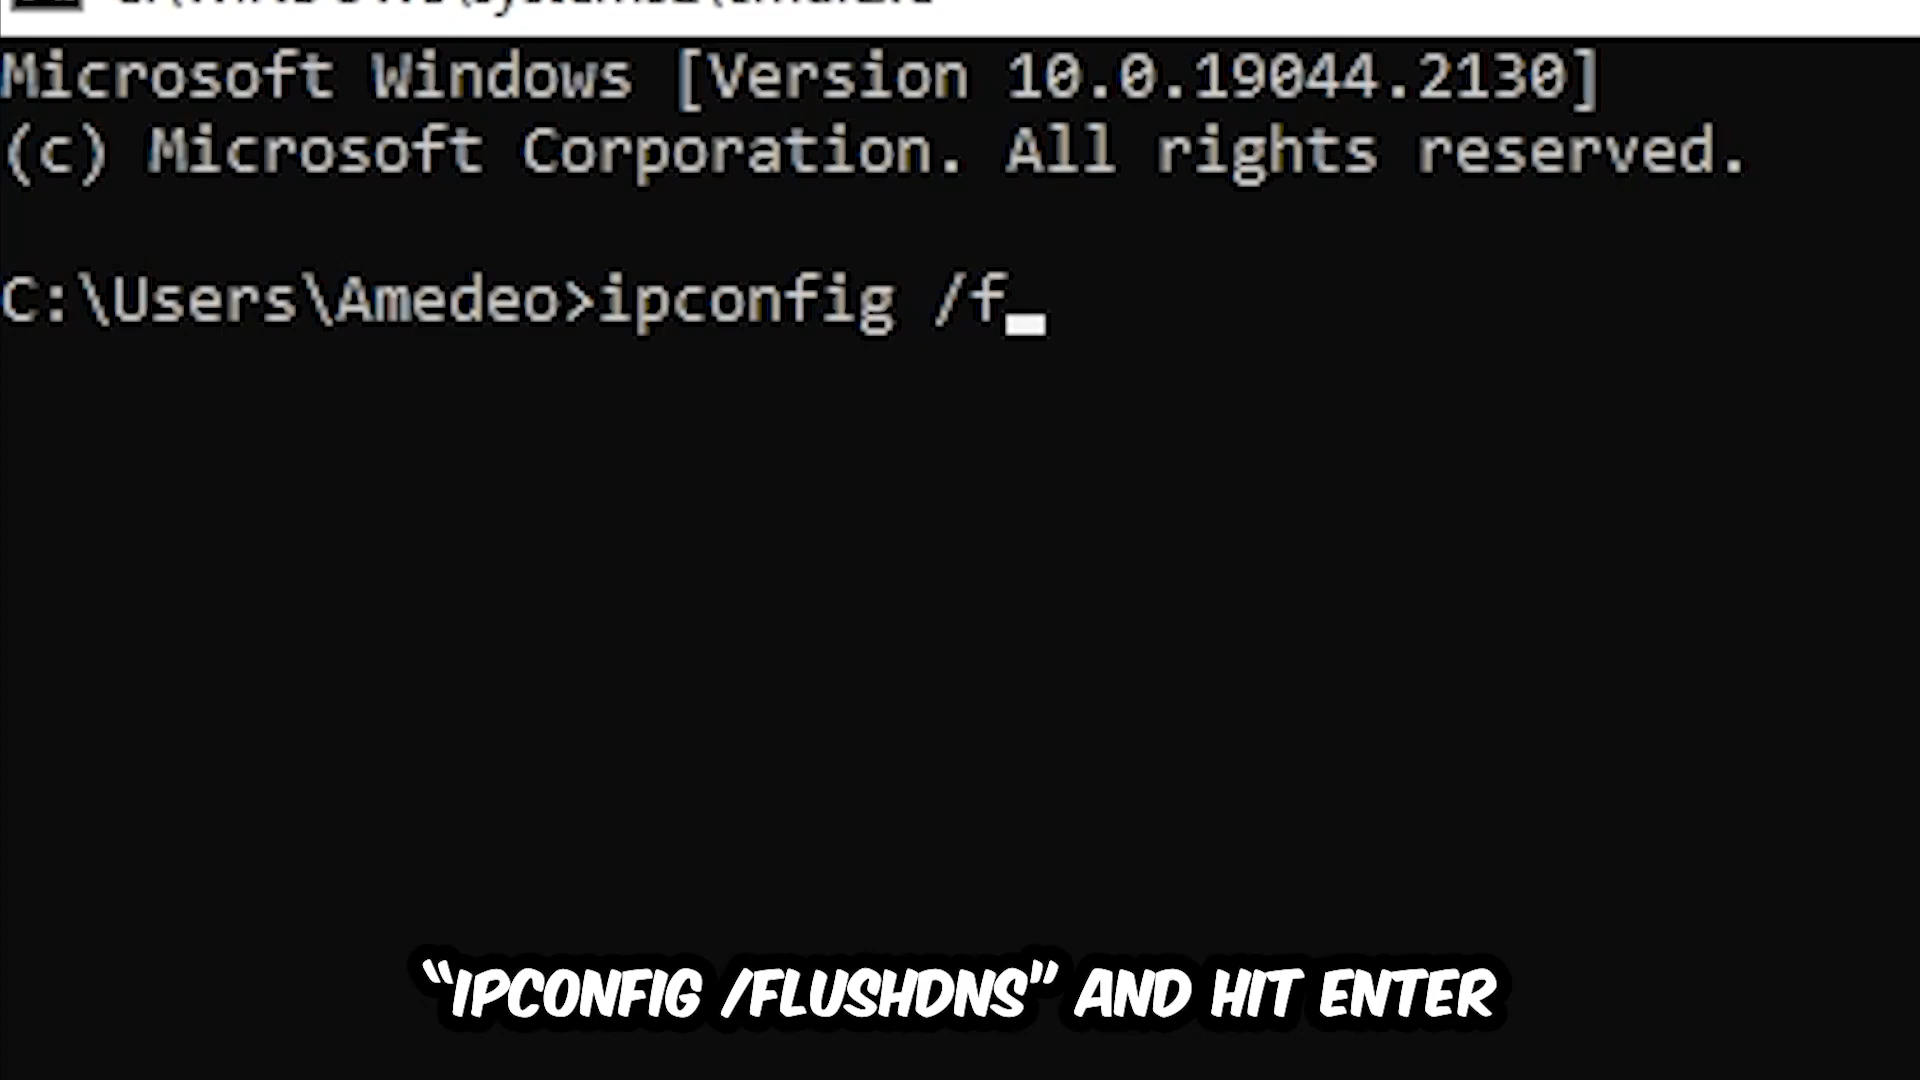 Microsoft Windows [Version 10.0.19044.2130]
(c) Microsoft Corporation. All rights reserved.
C:\Users\Amedeo>ipconfig /f
“IPCONFIG /FLUSHDNS” AND HIT ENTER